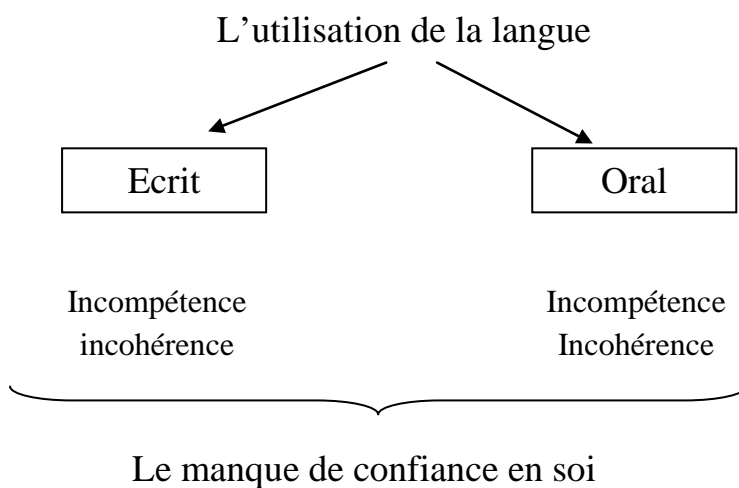 L’utilisation de la langue
Ecrit
Oral
Incompétence
incohérence
Incompétence
Incohérence
Le manque de confiance en soi